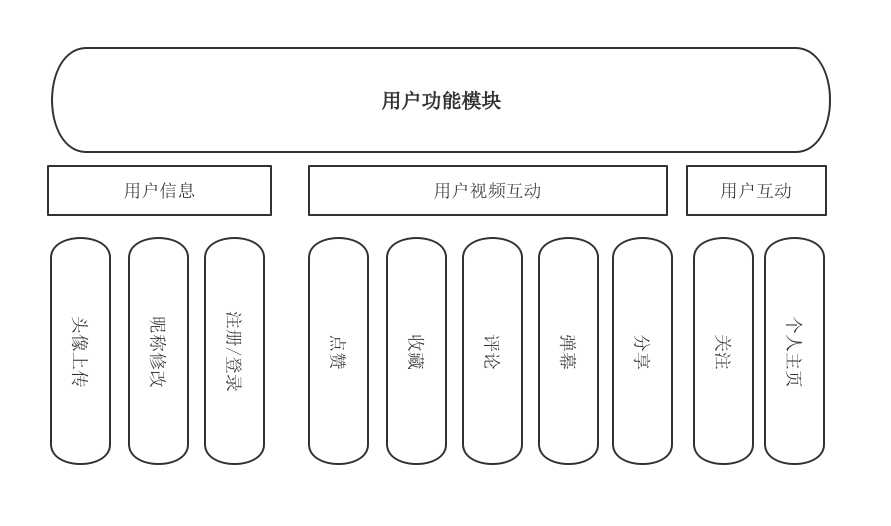 用户功能模块
用户信息
用户视频互动
用户互动
头像上传
昵称修改
注册/登录
点赞
收藏
评论
弹幕
分享
关注
个人主页